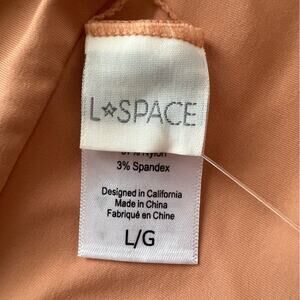 L☆SPACE
Nylon
3% Spandex
Designed in California
Made in China
Fabriqué en Chine
L/G